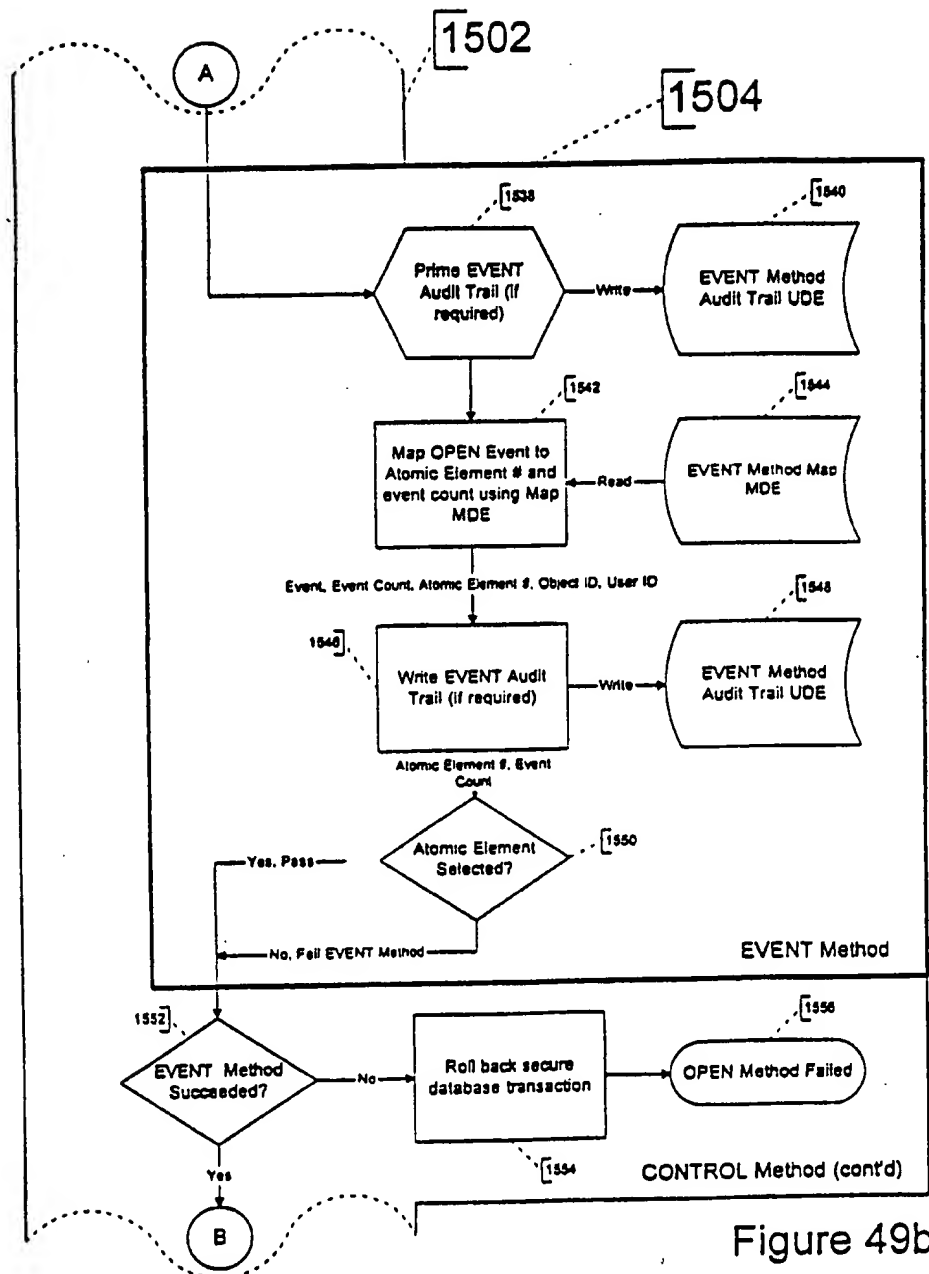 1502
A
1504
1538
1540
Prime EVENT
Audit Trail (if
required)
Write
EVENT Method
Audit Trail UDE
1542
1544
Map OPEN Event to
Atomic Element # and
event count using Map
MDE
Read
EVENT Method Map
MDE
Event, Event Count, Atomic Element #, Object ID, User ID
1546
1548
Write EVENT Audit
Trail (if required)
Write
EVENT Method
Audit Trail UDE
Atomic Element #, Event
Count
Atomic Element
Selected?
1550
Yes, Pass
No, Fail EVENT Method
EVENT Method
1552
EVENT Method
Succeeded?
No
Roll back secure
database transaction
1554
OPEN Method Failed
1556
Yes
CONTROL Method (cont'd)
B
Figure 49b